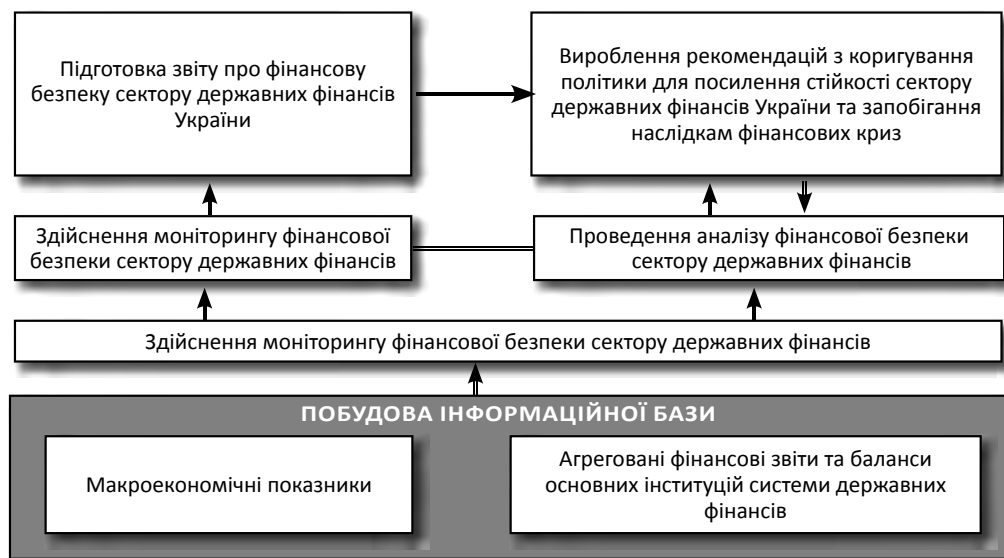 Підготовка звіту про фінансову
безпеку сектору державних фінансів
України
Вироблення рекомендацій з коригування
політики для посилення стійкості сектору
державних фінансів України та запобігання
наслідкам фінансових криз
Здійснення моніторингу фінансової
безпеки сектору державних фінансів
Проведення аналізу фінансової безпеки
сектору державних фінансів
Здійснення моніторингу фінансової безпеки сектору державних фінансів
ПОБУДОВА ІНФОРМАЦІЙНОЇ БАЗИ
Макроекономічні показники
Агреговані фінансові звіти та баланси
основних інституцій системи державних
фінансів